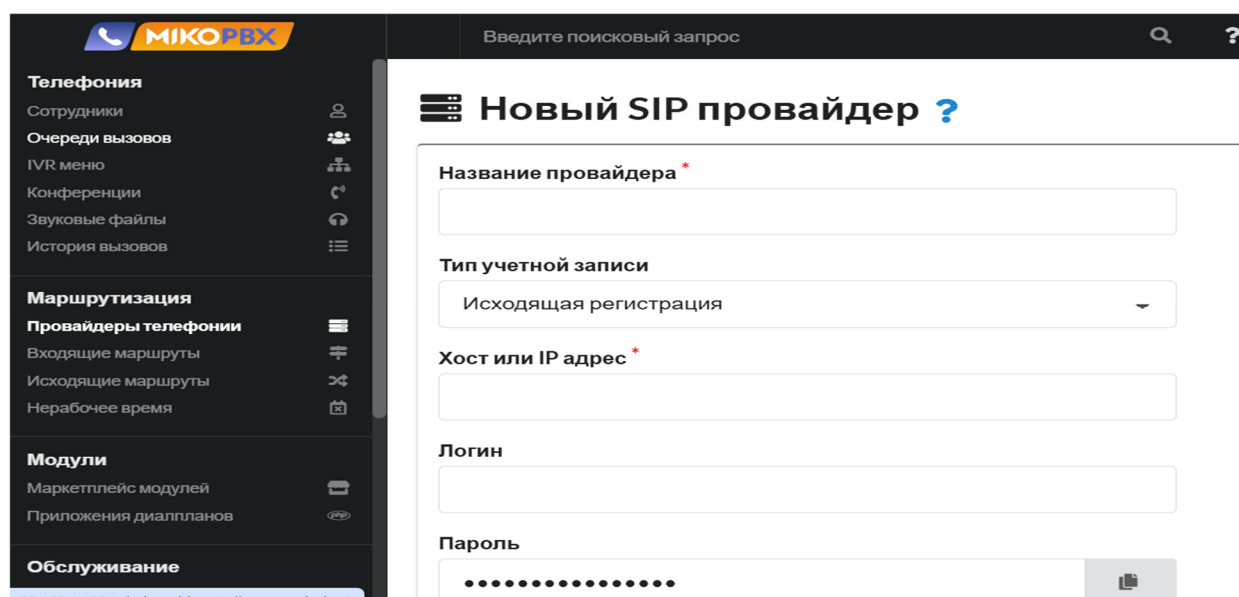 MIKOPBX
Введите поисковый запрос
?
Телефония
Сотрудники
Очереди вызовов
IVR меню
Конференции
Звуковые файлы
История вызовов
Маршрутизация
Провайдеры телефонии
Входящие маршруты
Исходящие маршруты
Нерабочее время
Модули
Маркетплейс модулей
Приложения диалпланов
php
Обслуживание
Новый SIP провайдер ?
Название провайдера *
Тип учетной записи
Исходящая регистрация
Хост или IP адрес *
Логин
Пароль
••••••••••••••••